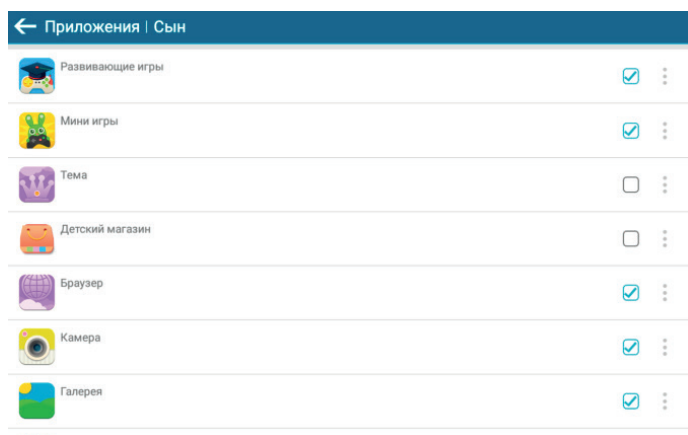 Приложения | Сын
Развивающие игры
Мини игры
Тема
Детский магазин
Браузер
Камера
Галерея